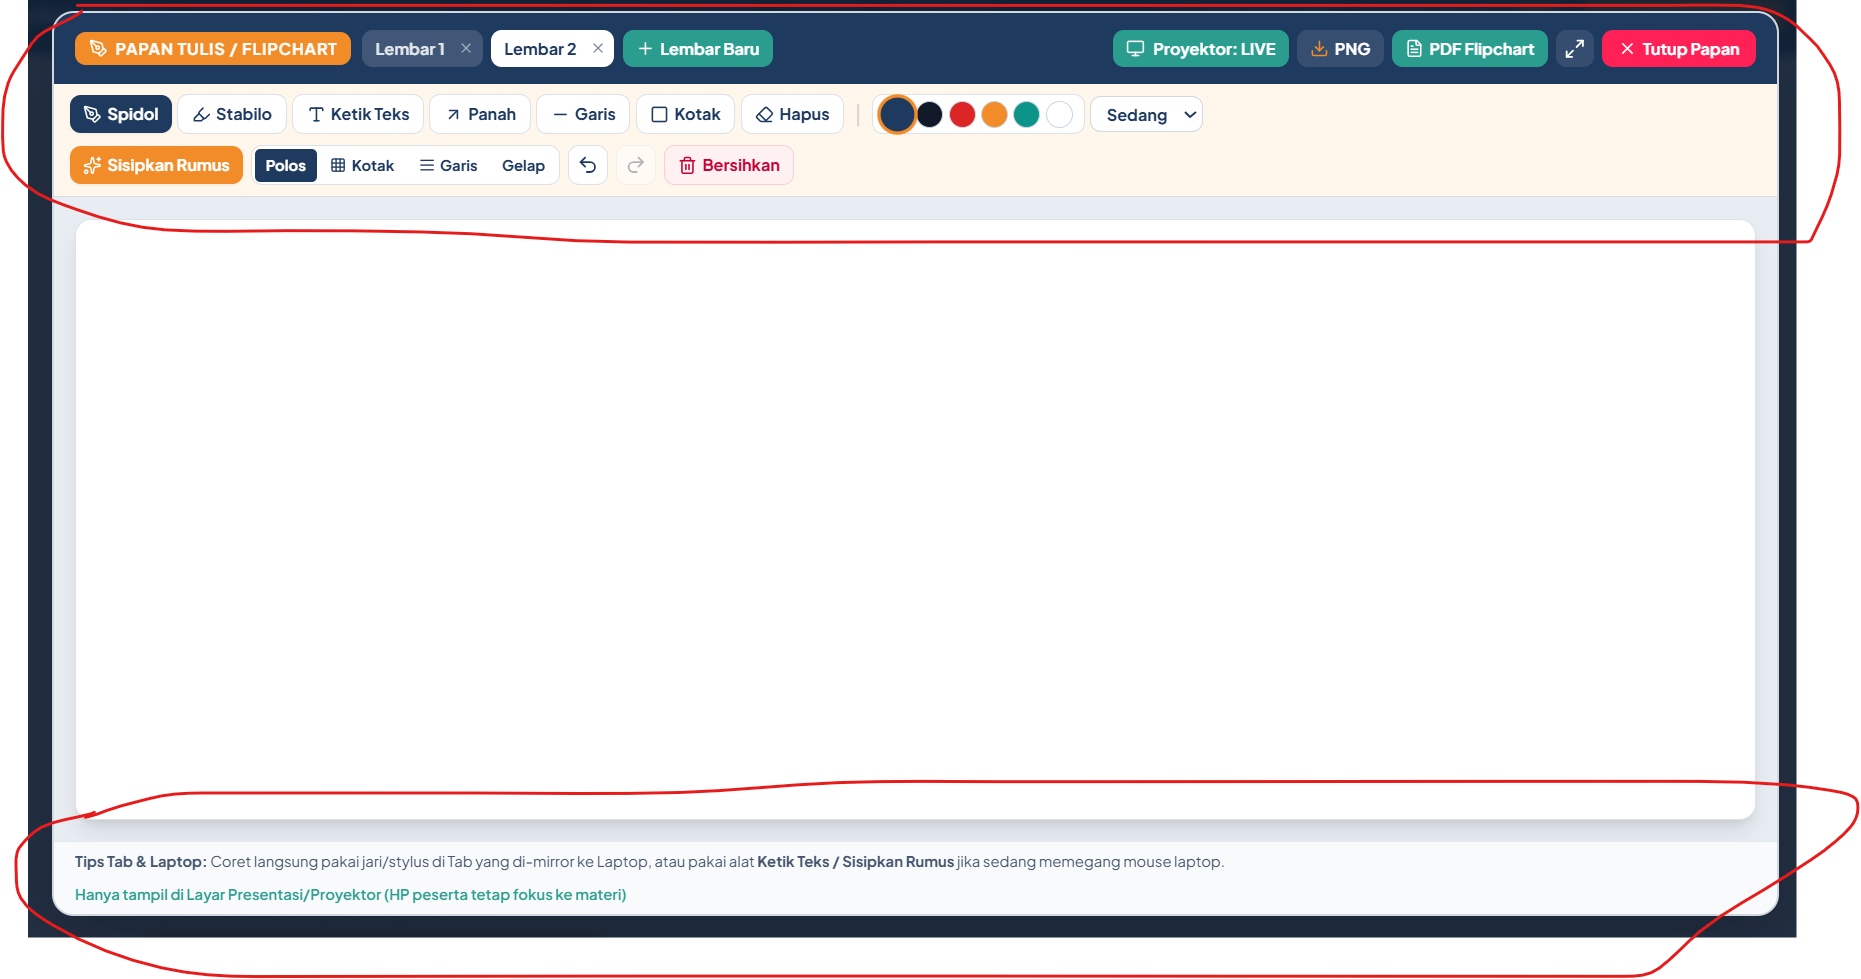 PAPAN TULIS / FLIPCHART Lembar 1 Lembar 2 Lembar Baru Proyektor: LIVE PNG PDF Flipchart Tutup Papan
Spidol Stabilo Ketik Teks Panah Garis Kotak Hapus Sedang
Sisipkan Rumus Polos Kotak Garis Gelap Bersihkan
Tips Tab & Laptop: Coret langsung pakai jari/stylus di Tab yang di-mirror ke Laptop, atau pakai alat Ketik Teks / Sisipkan Rumus jika sedang memegang mouse laptop.
Hanya tampil di Layar Presentasi/Proyektor (HP peserta tetap fokus ke materi)